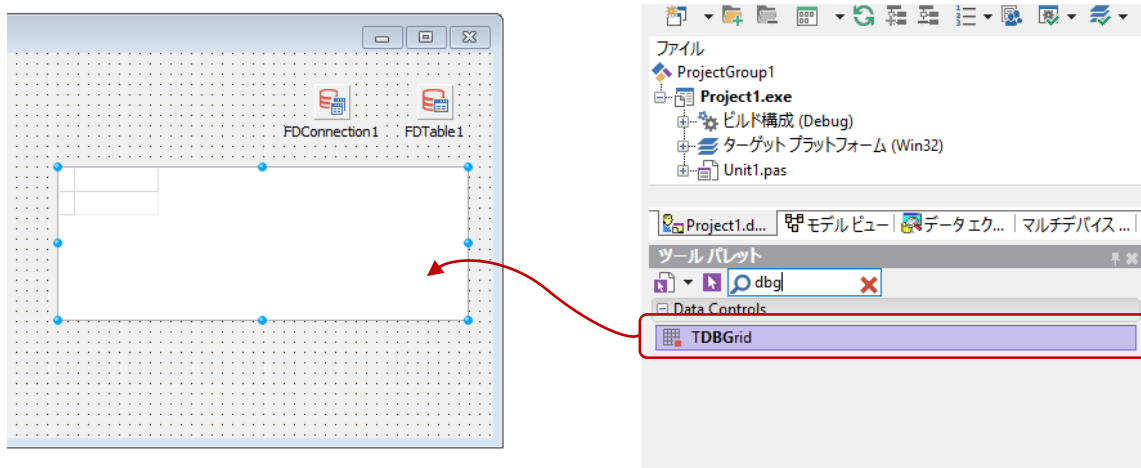 FDConnection1 FDTable1
ファイル
ProjectGroup1
Project1.exe
ビルド構成 (Debug)
ターゲット プラットフォーム (Win32)
Unit1.pas
Project1.d... モデル ビュー データ エク... マルチデバイス ...
ツール パレット
dbg
Data Controls
TDBGrid